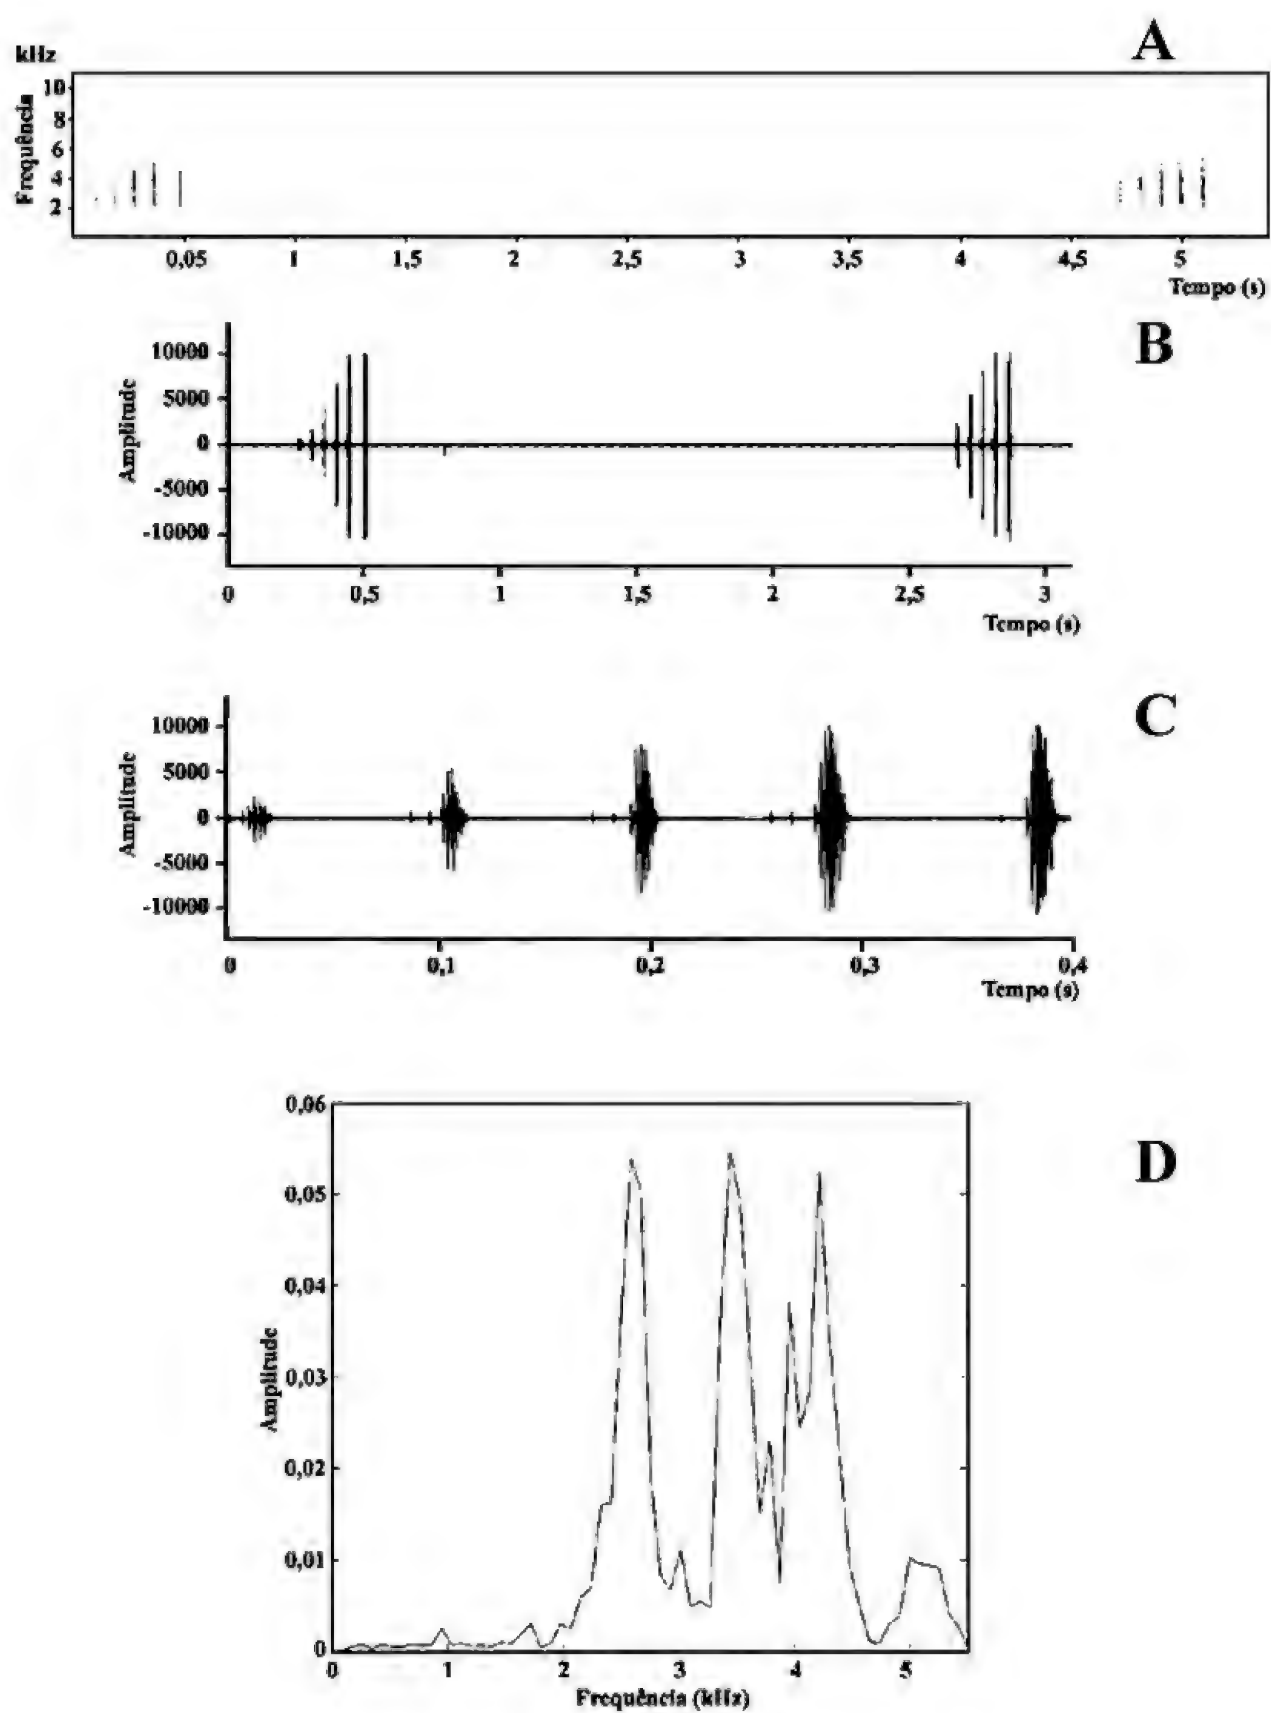 A
kHz
10
8
6
4
2
Frequência
0,05 1 1,5 2 2,5 3 3,5 4 4,5 5
Tempo (s)
B
10000
5000
0
-5000
-10000
Amplitude
0 0,5 1 1,5 2 2,5 3
Tempo (s)
C
10000
5000
0
-5000
-10000
Amplitude
0 0,1 0,2 0,3 0,4
Tempo (s)
D
0,06
0,05
0,04
0,03
0,02
0,01
0
Amplitude
0 1 2 3 4 5
Frequência (kHz)